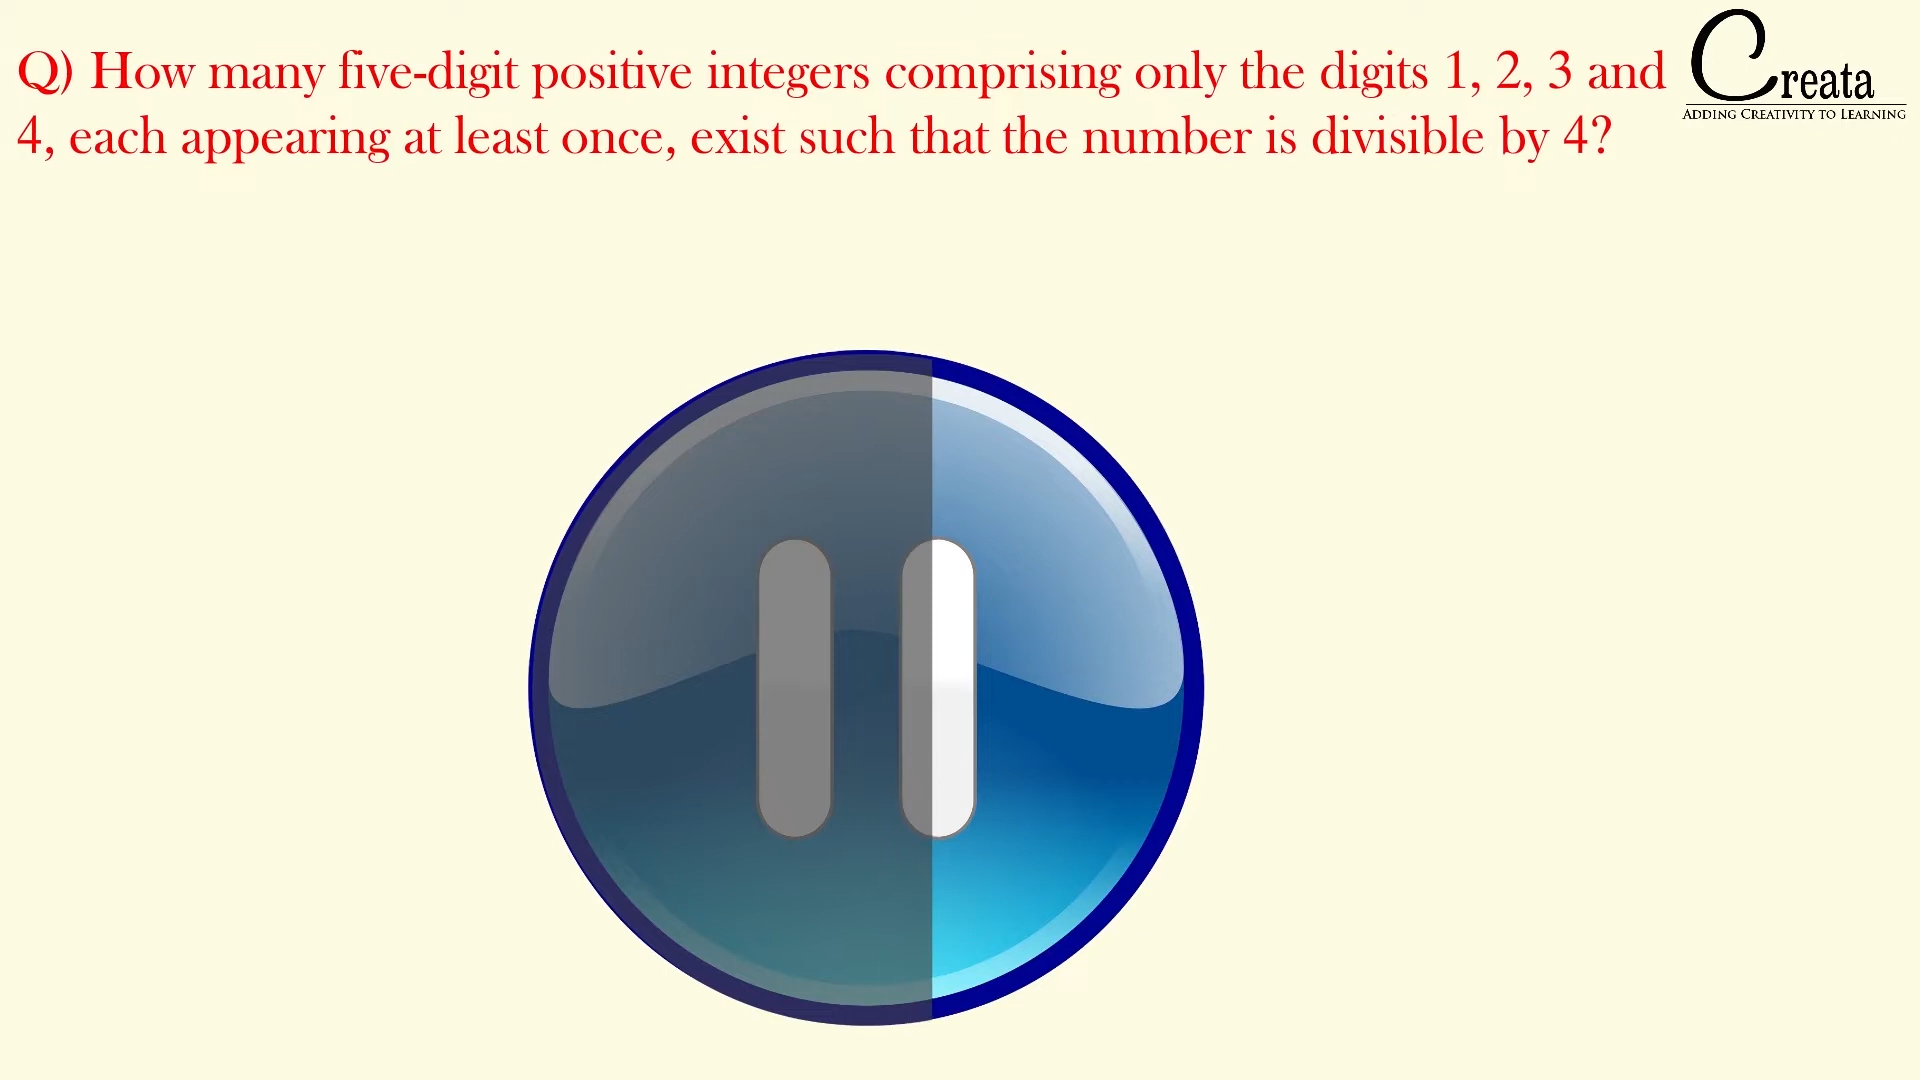 Q) How many five-digit positive integers comprising only the digits 1, 2, 3 and
4, each appearing at least once, exist such that the number is divisible by 4?
Creata
ADDING CREATIVITY TO LEARNING